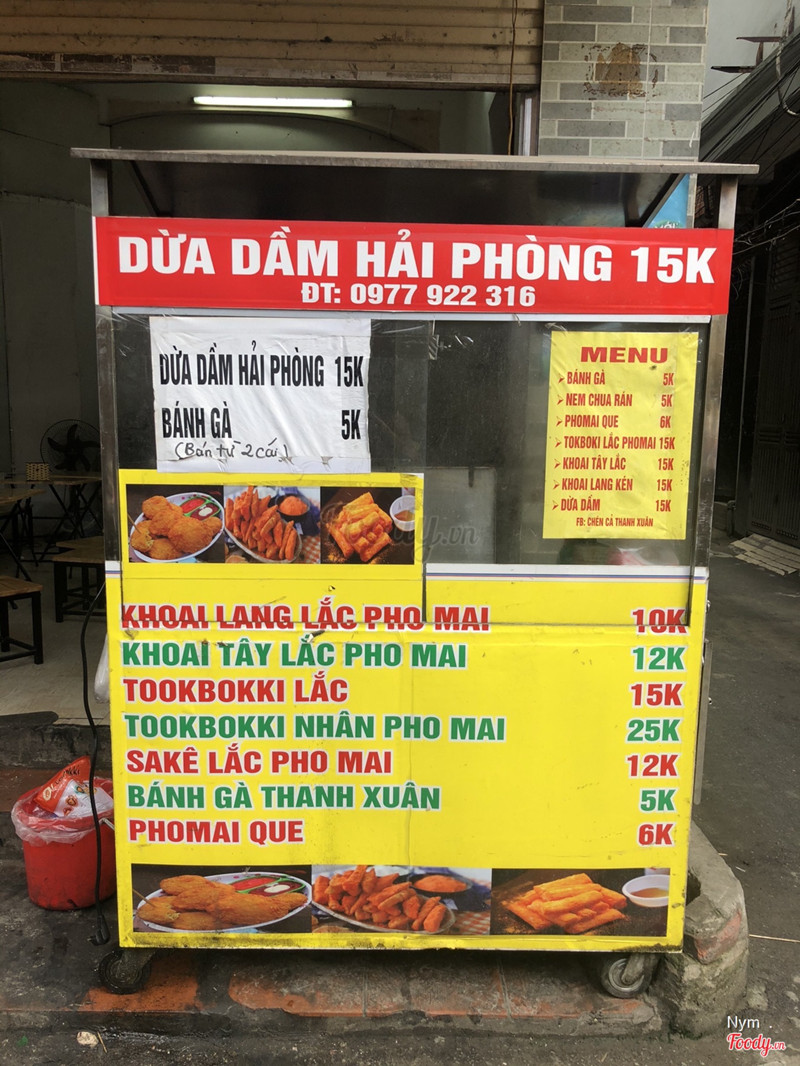 DỪA DẦM HẢI PHÒNG 15K
ĐT: 0977 922 316
DỪA DẦM HẢI PHÒNG 15K
BÁNH GÀ 5K
(Bán từ 2 cái)
MENU
BÁNH GÀ 5K
NEM CHUA RÁN 5K
PHOMAI QUE 6K
TOKBOKI LẮC PHOMAI 15K
KHOAI TÂY LẮC 15K
KHOAI LANG KÉN 15K
DỪA DẦM 15K
FB: CHÉN CẢ THANH XUÂN
Foody.vn
KHOAI LANG LẮC PHO MAI 10K
KHOAI TÂY LẮC PHO MAI 12K
TOOKBOKKI LẮC 15K
TOOKBOKKI NHÂN PHO MAI 25K
SAKÊ LẮC PHO MAI 12K
BÁNH GÀ THANH XUÂN 5K
PHOMAI QUE 6K
Nym
Foody.vn